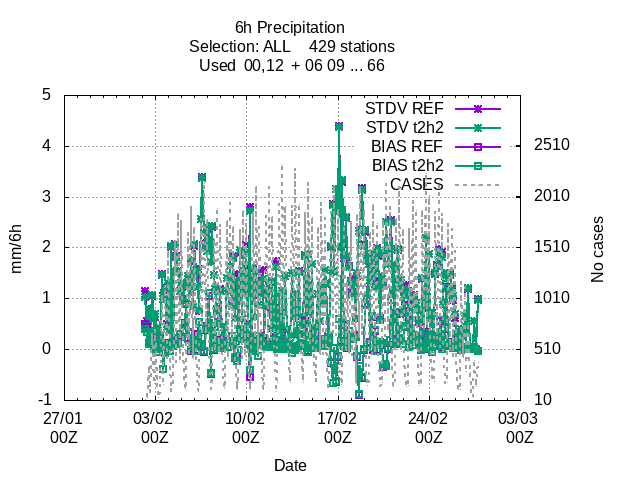 6h Precipitation
Selection: ALL 429 stations
Used 00,12 + 06 09 ... 66
STDV REF
STDV t2h2
BIAS REF
BIAS t2h2
CASES
mm/6h
5
4
3
2
1
0
-1
No cases
2510
2010
1510
1010
510
10
27/01 03/02 10/02 17/02 24/02 03/03
00Z 00Z 00Z 00Z 00Z 00Z
Date